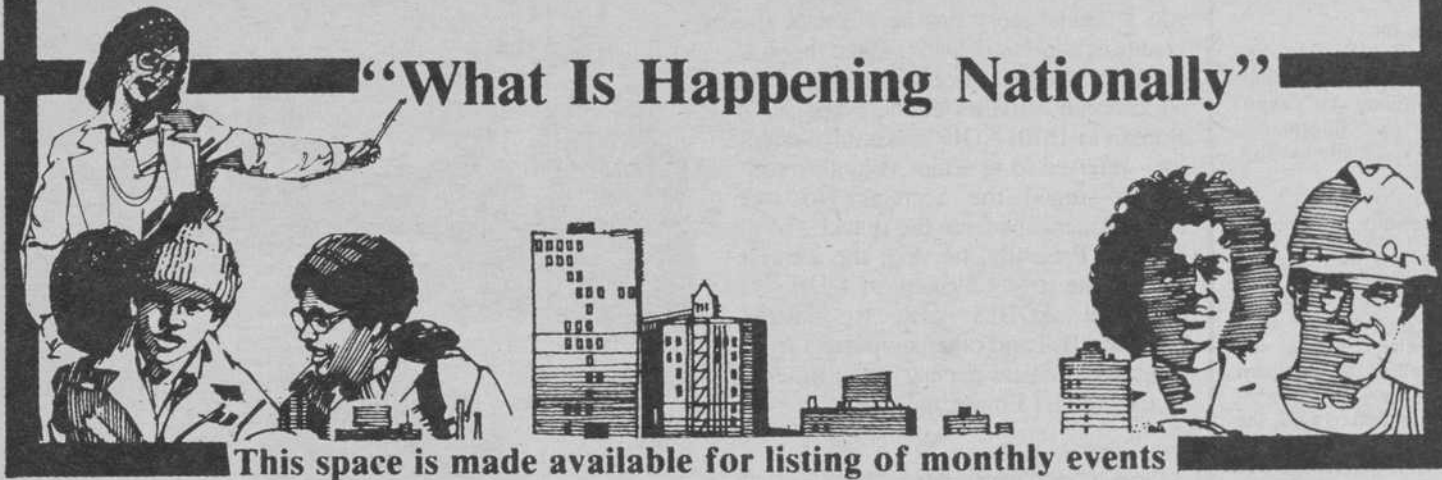 “What Is Happening Nationally”
This space is made available for listing of monthly events